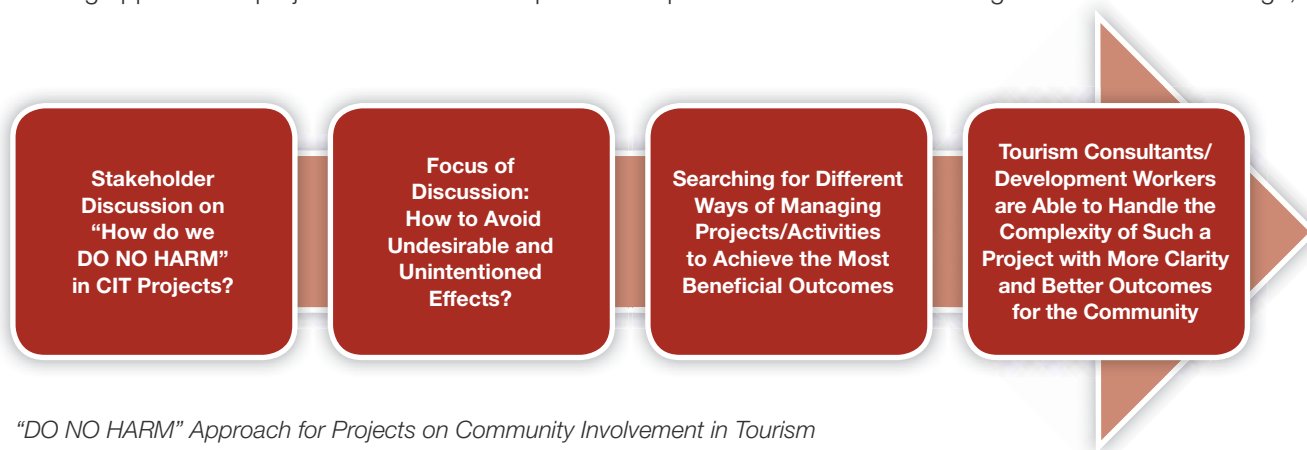 Stakeholder
Discussion on
“How do we
DO NO HARM”
in CIT Projects?
Focus of
Discussion:
How to Avoid
Undesirable and
Unintentioned
Effects?
Searching for Different
Ways of Managing
Projects/Activities
to Achieve the Most
Beneficial Outcomes
Tourism Consultants/
Development Workers
are Able to Handle the
Complexity of Such a
Project with More Clarity
and Better Outcomes
for the Community
“DO NO HARM” Approach for Projects on Community Involvement in Tourism